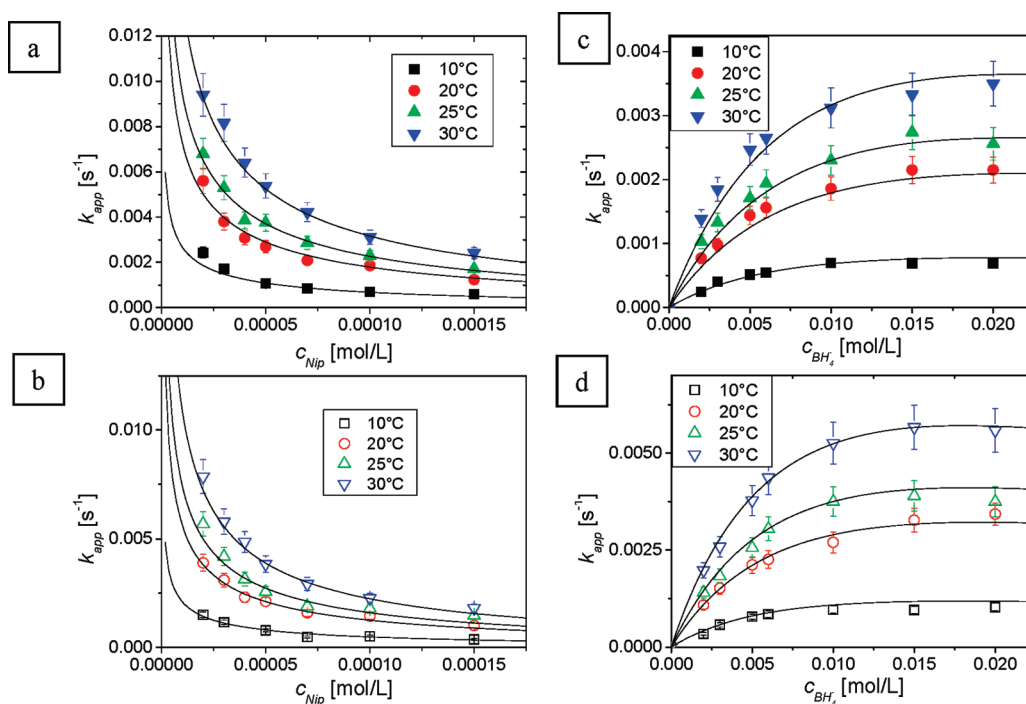 a
0.012
0.010
0.008
0.006
0.004
0.002
0.000
k_app [s⁻¹]
10°C
20°C
25°C
30°C
0.00000
0.00005
0.00010
0.00015
c_Nip [mol/L]
c
0.004
0.003
0.002
0.001
0.000
k_app [s⁻¹]
10°C
20°C
25°C
30°C
0.000
0.005
0.010
0.015
0.020
c_BH₄⁻ [mol/L]
b
0.010
0.005
0.000
k_app [s⁻¹]
10°C
20°C
25°C
30°C
0.00000
0.00005
0.00010
0.00015
c_Nip [mol/L]
d
0.0050
0.0025
0.0000
k_app [s⁻¹]
10°C
20°C
25°C
30°C
0.000
0.005
0.010
0.015
0.020
c_BH₄⁻ [mol/L]